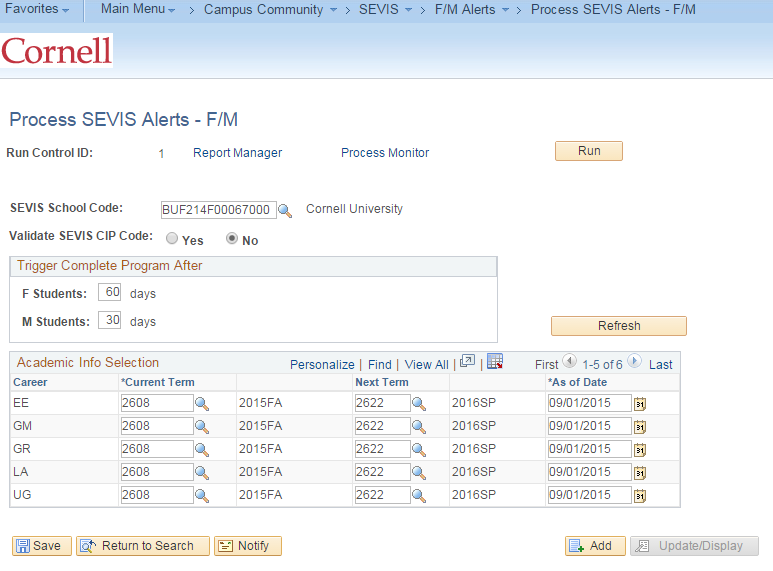 Favorites Main Menu > Campus Community > SEVIS > F/M Alerts > Process SEVIS Alerts - F/M
Cornell
Process SEVIS Alerts - F/M
Run Control ID: 1 Report Manager Process Monitor Run
SEVIS School Code: BUF214F00067000 Cornell University
Validate SEVIS CIP Code: Yes No
Trigger Complete Program After
F Students: 60 days
M Students: 30 days
Refresh
Academic Info Selection Personalize | Find | View All | | First 1-5 of 6 Last
Career *Current Term Next Term *As of Date
EE 2608 2015FA 2622 2016SP 09/01/2015 31
GM 2608 2015FA 2622 2016SP 09/01/2015 31
GR 2608 2015FA 2622 2016SP 09/01/2015 31
LA 2608 2015FA 2622 2016SP 09/01/2015 31
UG 2608 2015FA 2622 2016SP 09/01/2015 31
Save Return to Search Notify Add Update/Display